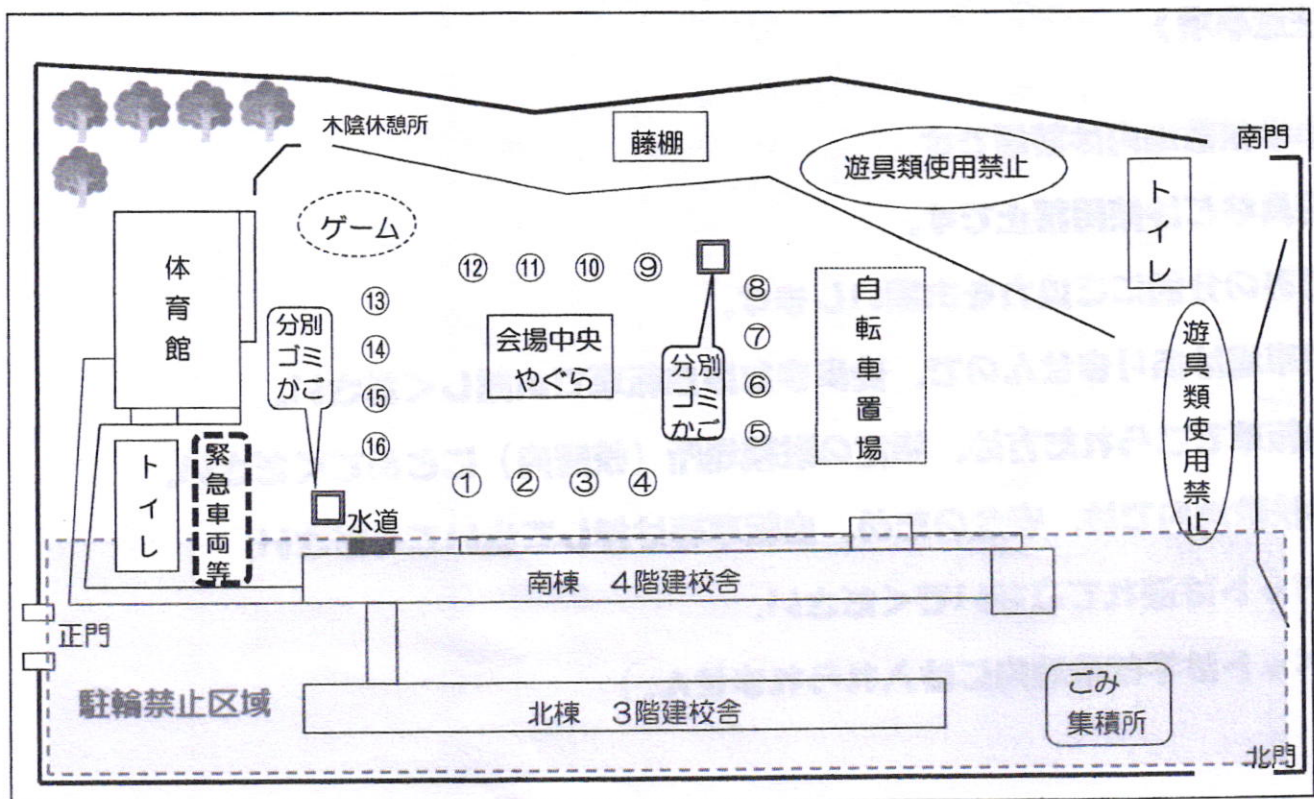 木陰休憩所
藤棚
遊具類使用禁止
南門
トイレ
ゲーム
体育館
⑫ ⑪ ⑩ ⑨
⑬
⑭
⑮
⑯
分別
ゴミ
かご
会場中央
やぐら
分別
ゴミ
かご
⑧
⑦
⑥
⑤
自転車置場
遊具類使用禁止
① ② ③ ④
トイレ
緊急車両等
水道
南棟 4階建校舎
正門
駐輪禁止区域
北棟 3階建校舎
ごみ
集積所
北門